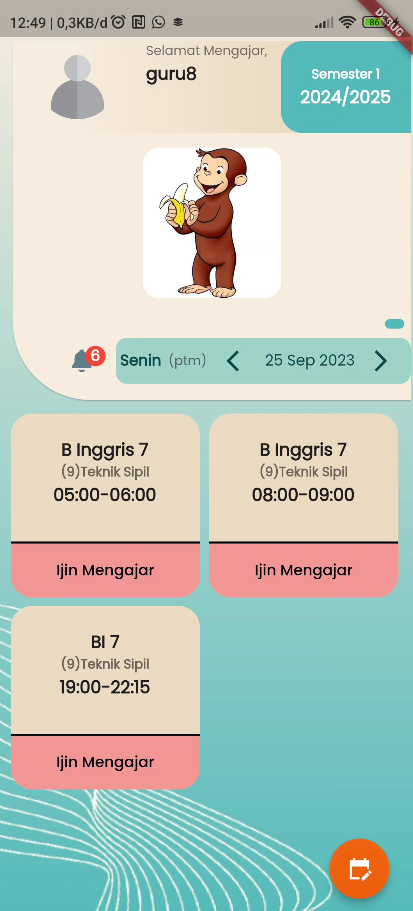 12:49 | 0,3KB/d
86
DEBUG
Selamat Mengajar,
guru8
Semester 1
2024/2025
6
Senin (ptm)
25 Sep 2023
B Inggris 7
(9)Teknik Sipil
05:00-06:00
Ijin Mengajar
B Inggris 7
(9)Teknik Sipil
08:00-09:00
Ijin Mengajar
BI 7
(9)Teknik Sipil
19:00-22:15
Ijin Mengajar